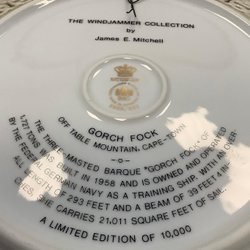 THE WINDJAMMER COLLECTION
by
James E. Mitchell
GORCH FOCK
OFF TABLE MOUNTAIN, CAPE TOWN
THE THREE-MASTED BARQUE "GORCH FOCK" OF
1,727 TONS WAS BUILT IN 1958 AND IS OWNED AND OPERATED
BY THE FEDERAL GERMAN NAVY AS A TRAINING SHIP. WITH AN OVER
ALL LENGTH OF 293 FEET AND A BEAM OF 39 FEET 4
SHE CARRIES 21,011 SQUARE FEET OF SAIL.
A LIMITED EDITION OF 10,000